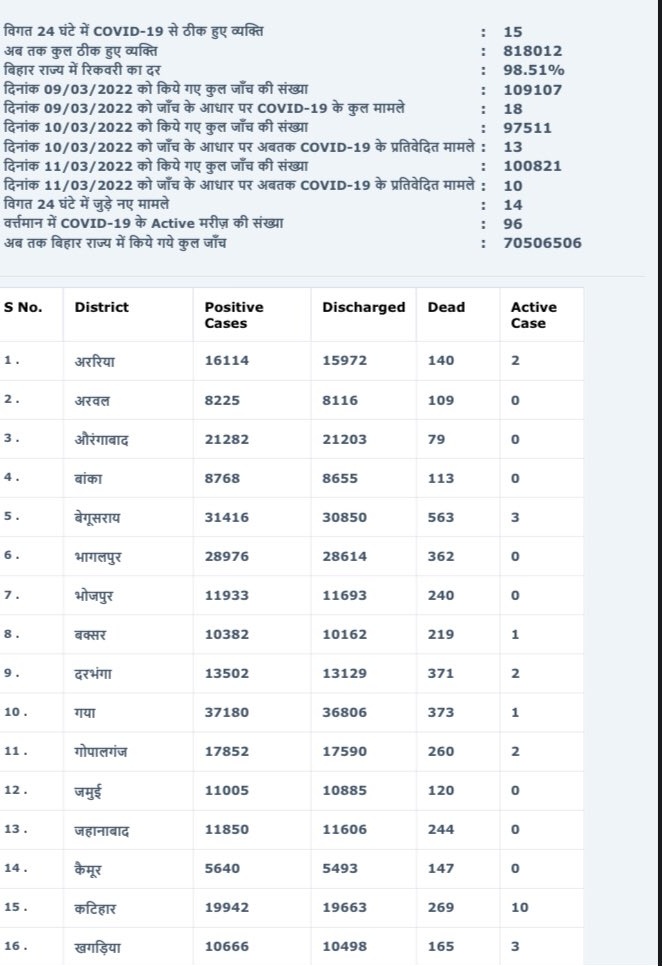 विगत 24 घंटे में COVID-19 से ठीक हुए व्यक्ति : 15
अब तक कुल ठीक हुए व्यक्ति : 818012
बिहार राज्य में रिकवरी का दर : 98.51%
दिनांक 09/03/2022 को किये गए कुल जाँच की संख्या : 109107
दिनांक 09/03/2022 को जाँच के आधार पर COVID-19 के कुल मामले : 18
दिनांक 10/03/2022 को किये गए कुल जाँच की संख्या : 97511
दिनांक 10/03/2022 को जाँच के आधार पर अबतक COVID-19 के प्रतिवेदित मामले : 13
दिनांक 11/03/2022 को किये गए कुल जाँच की संख्या : 100821
दिनांक 11/03/2022 को जाँच के आधार पर अबतक COVID-19 के प्रतिवेदित मामले : 10
विगत 24 घंटे में जुड़े नए मामले : 14
वर्त्तमान में COVID-19 के Active मरीज़ की संख्या : 96
अब तक बिहार राज्य में किये गये कुल जाँच : 70506506
S No. District Positive Cases Discharged Dead Active Case
1 . अररिया 16114 15972 140 2
2 . अरवल 8225 8116 109 0
3 . औरंगाबाद 21282 21203 79 0
4 . बांका 8768 8655 113 0
5 . बेगूसराय 31416 30850 563 3
6 . भागलपुर 28976 28614 362 0
7 . भोजपुर 11933 11693 240 0
8 . बक्सर 10382 10162 219 1
9 . दरभंगा 13502 13129 371 2
10 . गया 37180 36806 373 1
11 . गोपालगंज 17852 17590 260 2
12 . जमुई 11005 10885 120 0
13 . जहानाबाद 11850 11606 244 0
14 . कैमूर 5640 5493 147 0
15 . कटिहार 19942 19663 269 10
16 . खगड़िया 10666 10498 165 3